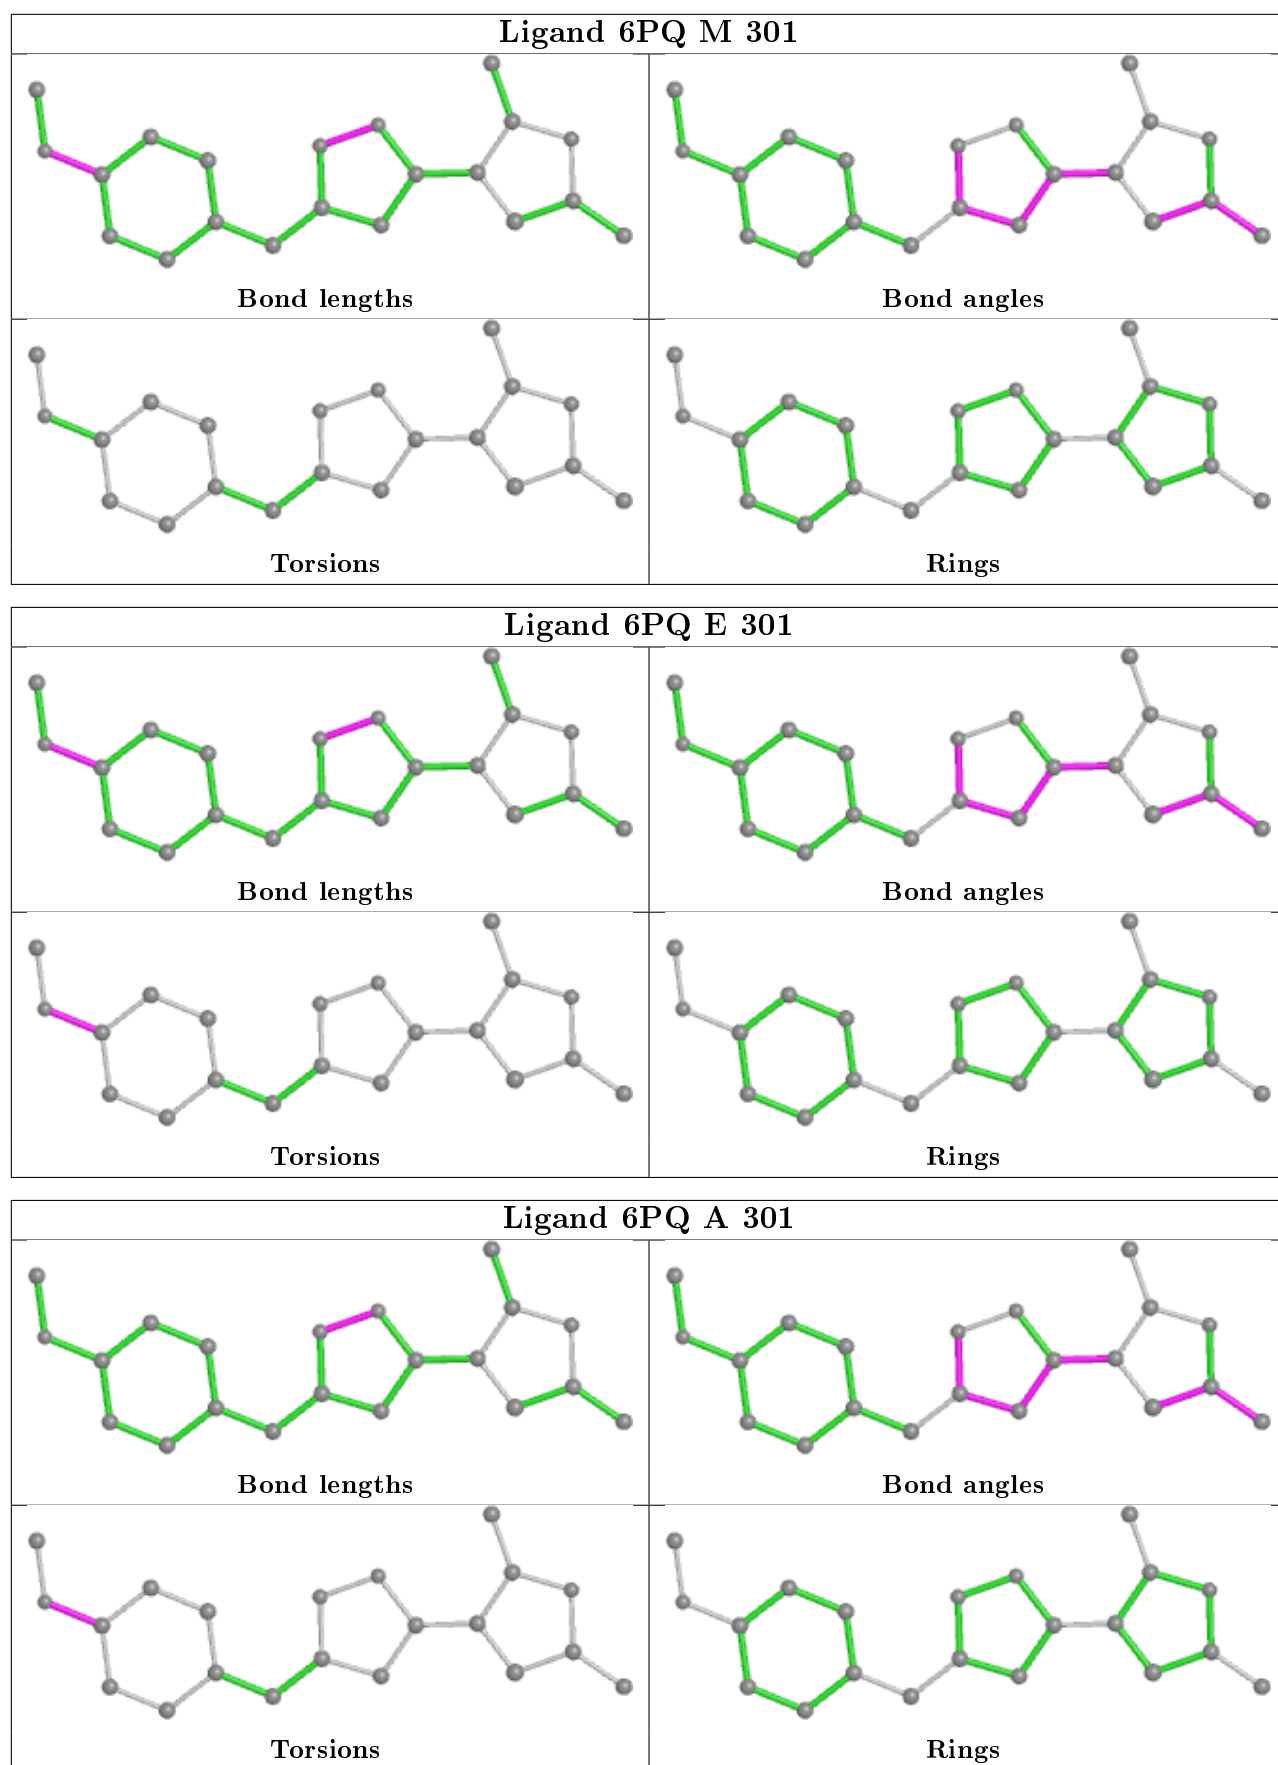 Ligand 6PQ M 301
Bond lengths
Bond angles
Torsions
Rings
Ligand 6PQ E 301
Bond lengths
Bond angles
Torsions
Rings
Ligand 6PQ A 301
Bond lengths
Bond angles
Torsions
Rings